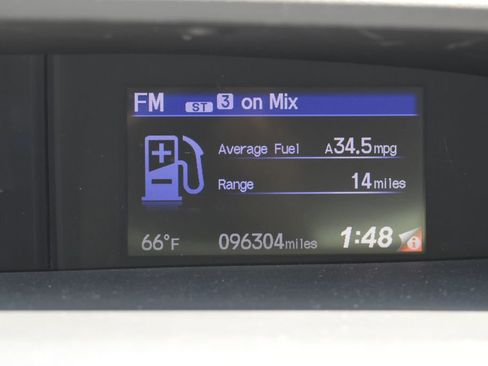 FM ST 3 on Mix
Average Fuel A34.5mpg
Range 14miles
66°F 096304miles 1:48 i